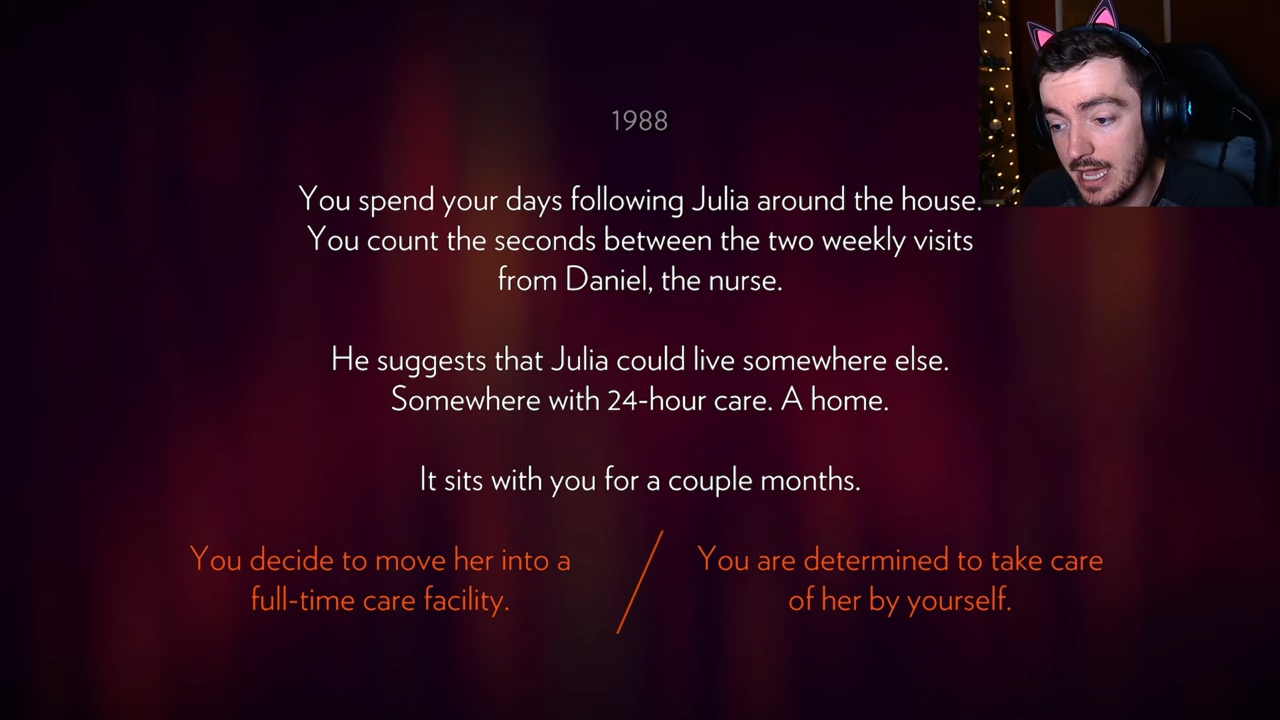 1988
You spend your days following Julia around the house.
You count the seconds between the two weekly visits
from Daniel, the nurse.
He suggests that Julia could live somewhere else.
Somewhere with 24-hour care. A home.
It sits with you for a couple months.
You decide to move her into a
full-time care facility.
You are determined to take care
of her by yourself.